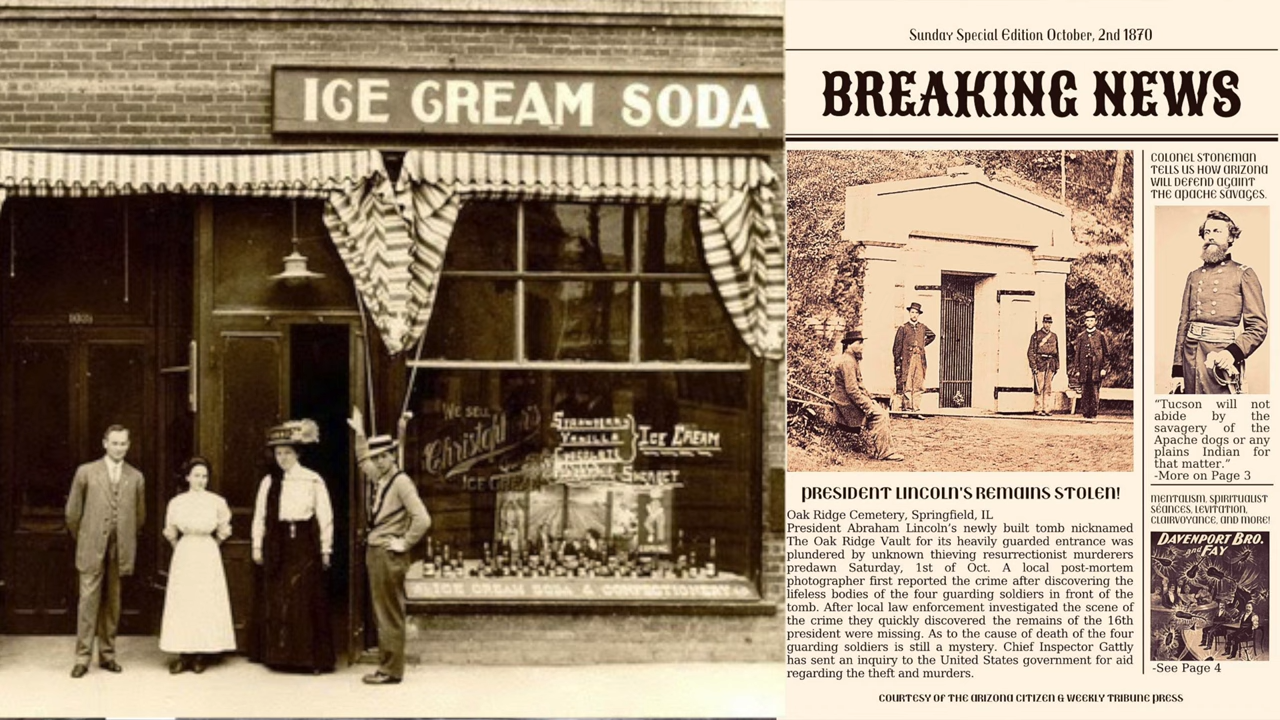 ICE CREAM SODA
WE SELL
STRAWBERRY
VANILLA
CHOCOLATE
ICE CREAM
SHERBET
ICE CREAM
ICE CREAM SODA & CONFECTIONERY
Sunday Special Edition October, 2nd 1870
BREAKING NEWS
PRESIDENT LINCOLN'S REMAINS STOLEN!
Oak Ridge Cemetery, Springfield, IL
President Abraham Lincoln's newly built tomb nicknamed
The Oak Ridge Vault for its heavily guarded entrance was
plundered by unknown thieving resurrectionist murderers
predawn Saturday, 1st of Oct. A local post-mortem
photographer first reported the crime after discovering the
lifeless bodies of the four guarding soldiers in front of the
tomb. After local law enforcement investigated the scene of
the crime they quickly discovered the remains of the 16th
president were missing. As to the cause of death of the four
guarding soldiers is still a mystery. Chief Inspector Gattly
has sent an inquiry to the United States government for aid
regarding the theft and murders.
COLONEL STONEMAN
TELLS US HOW ARIZONA
WILL DEFEND AGAINT
THE APACHE SAVAGES.
"Tucson will not
abide by the
savagery of the
Apache dogs or any
plains Indian for
that matter."
-More on Page 3
MENTALISM, SPIRITUALIST
SÉANCES, LEVITATION,
CLAIRVOYANCE, AND MORE!
DAVENPORT BRO.
and FAY
-See Page 4
COURTESY OF THE ARIZONA CITIZEN & WEEKLY TRIBUNE PRESS